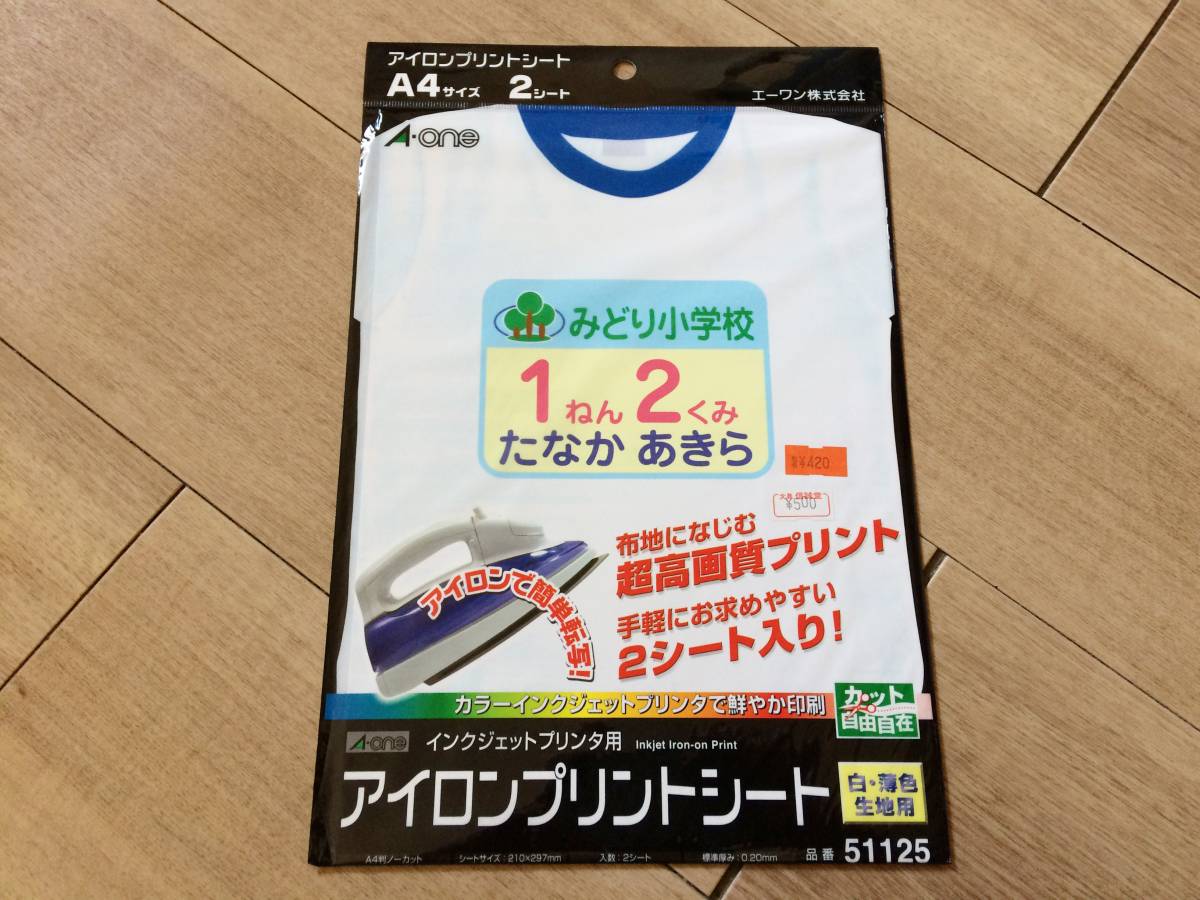 アイロンプリントシート
A4サイズ 2シート
エーワン株式会社
A-one
みどり小学校
1ねん 2くみ
たなか あきら
¥420
¥500
布地になじむ
超高画質プリント
手軽にお求めやすい
2シート入り!
アイロンで簡単転写!
カラーインクジェットプリンタで鮮やか印刷
カット
自由自在
A-one インクジェットプリンタ用 Inkjet Iron-on Print
アイロンプリントシート
白・薄色
生地用
A4判ノーカット シートサイズ:210×297mm 入数:2シート 標準厚み:0.20mm 品番 51125